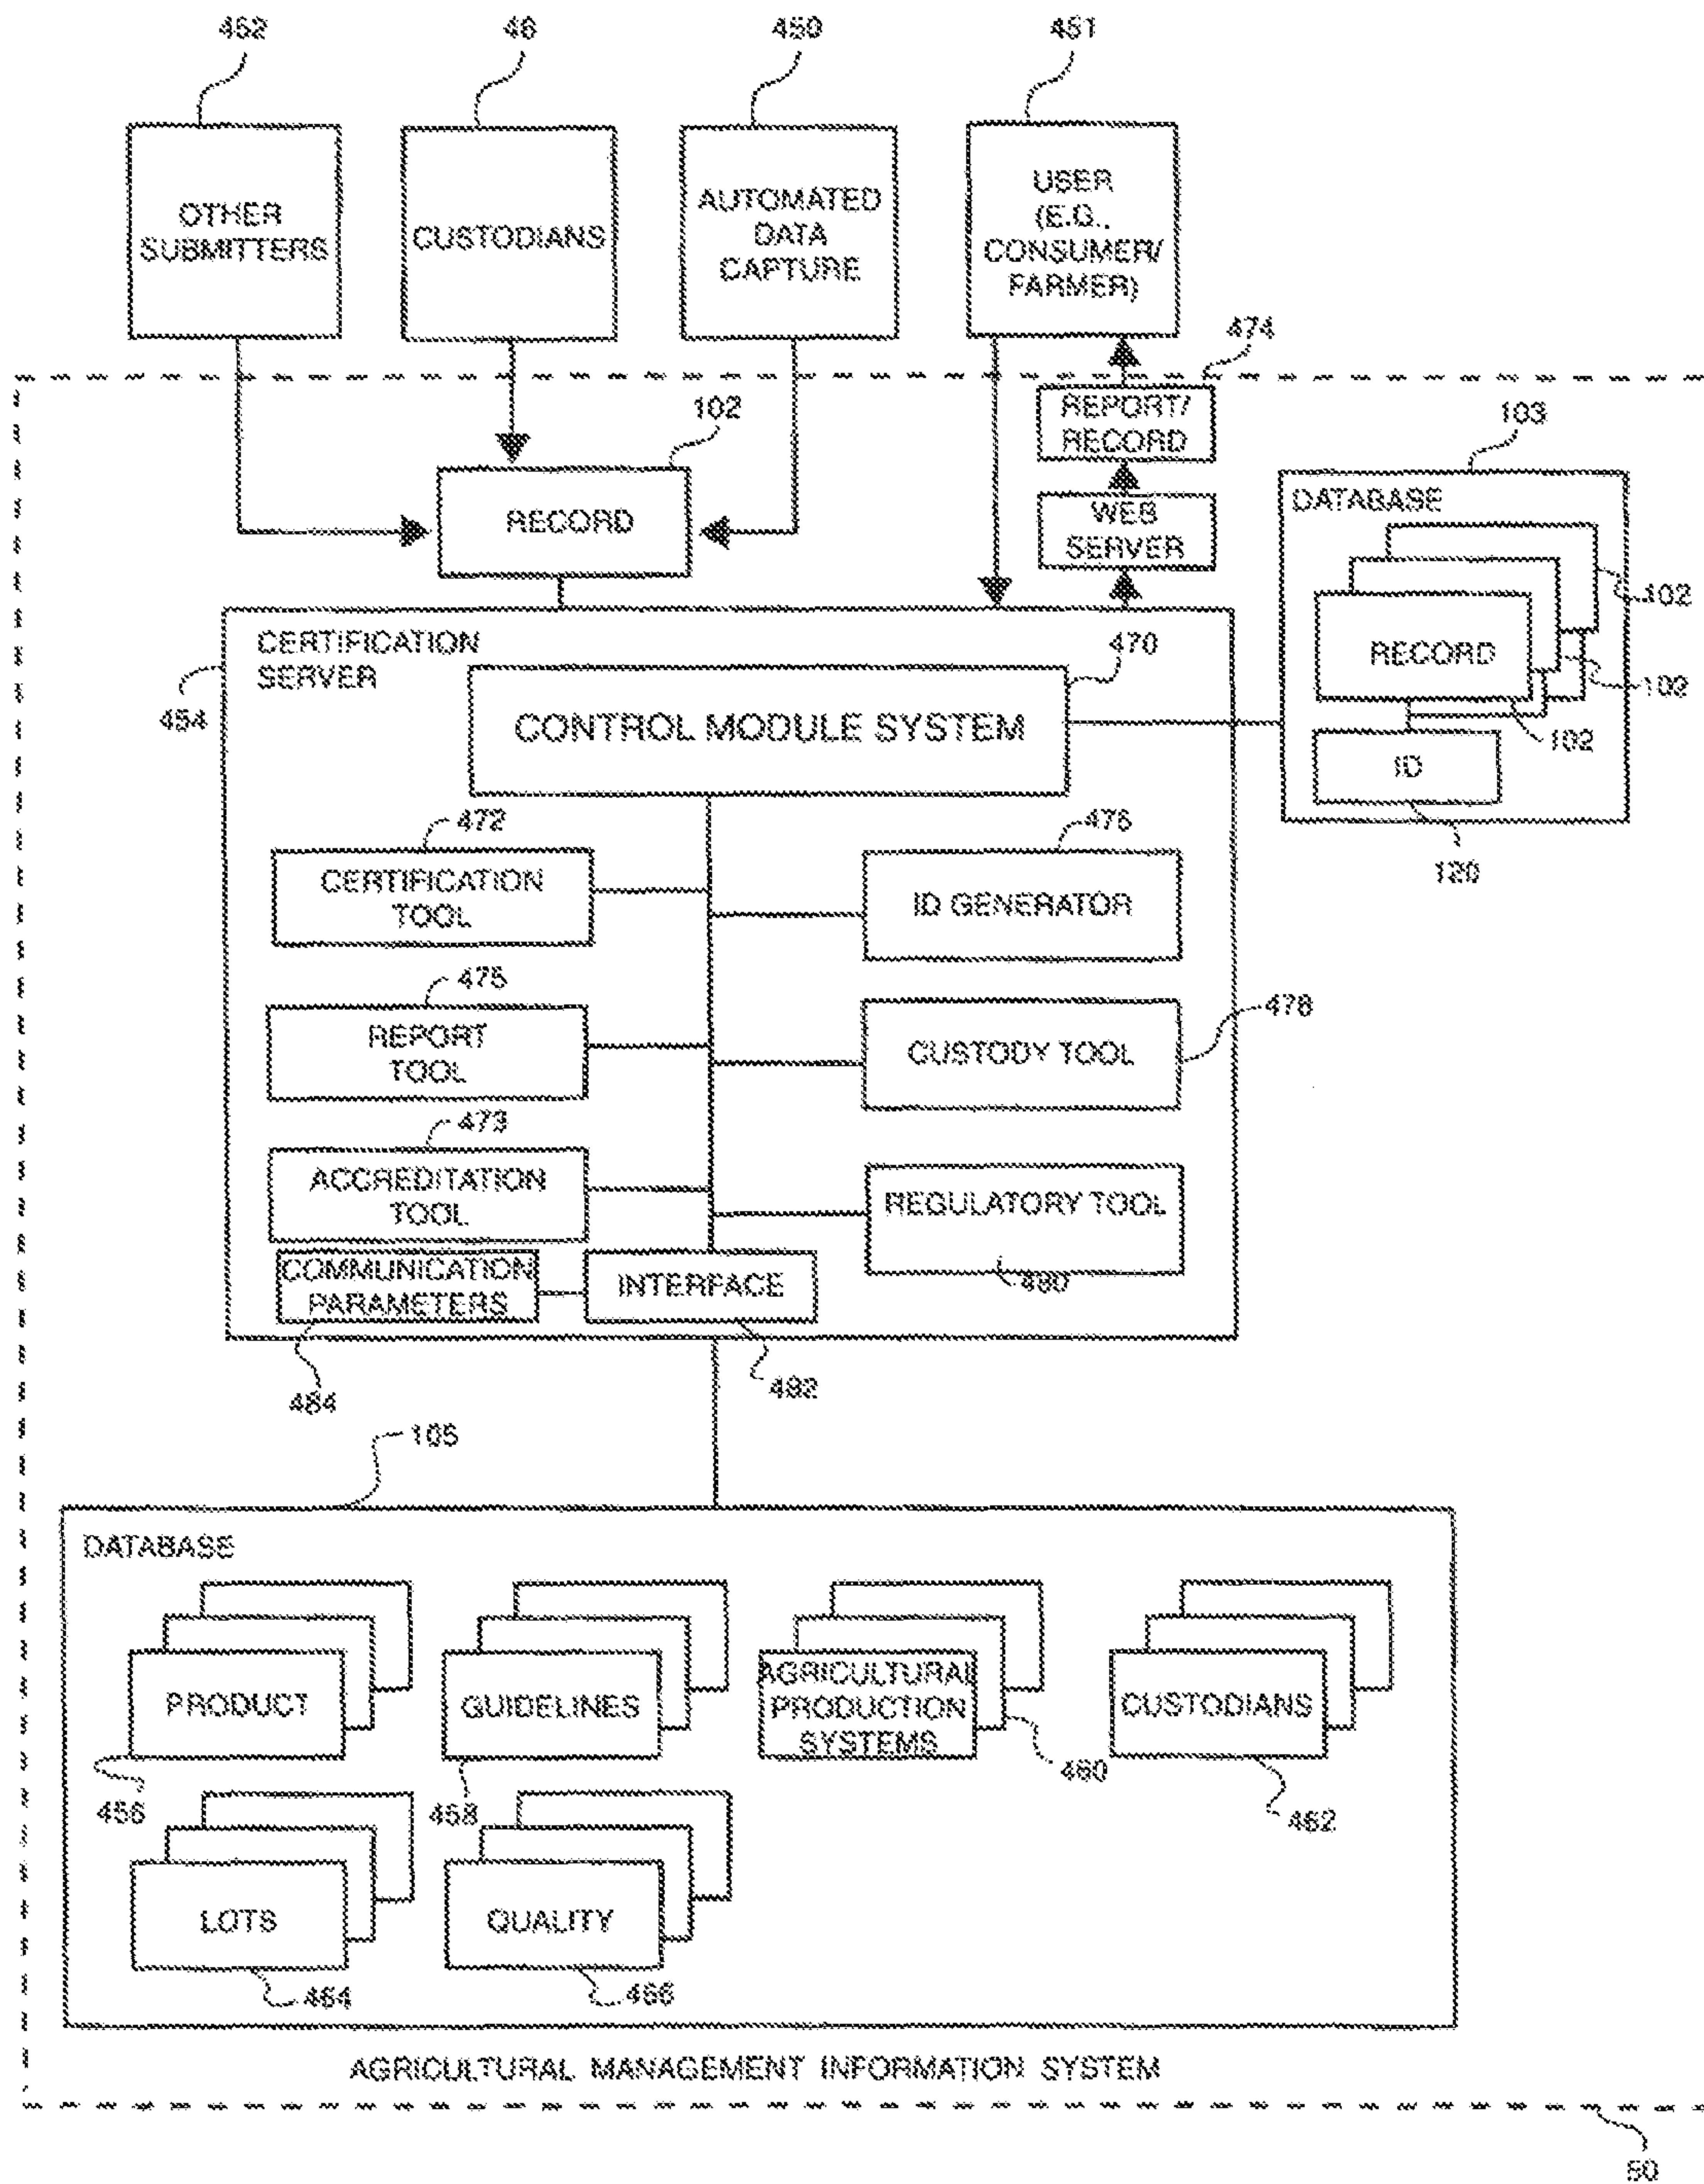 452
46
450
451
OTHER
SUBMITTERS
CUSTODIANS
AUTOMATED
DATA
CAPTURE
USER
(E.G.,
CONSUMER/
FARMER)
474
102
REPORT/
RECORD
103
RECORD
WEB
SERVER
DATABASE
102
RECORD
102
102
ID
120
CERTIFICATION
SERVER
454
470
CONTROL MODULE SYSTEM
472
CERTIFICATION
TOOL
476
ID GENERATOR
475
REPORT
TOOL
478
CUSTODY TOOL
473
ACCREDITATION
TOOL
REGULATORY TOOL
480
COMMUNICATION
PARAMETERS
INTERFACE
484
482
105
DATABASE
PRODUCT
GUIDELINES
AGRICULTURAL
PRODUCTION
SYSTEMS
CUSTODIANS
456
458
460
462
LOTS
QUALITY
464
466
AGRICULTURAL MANAGEMENT INFORMATION SYSTEM
50